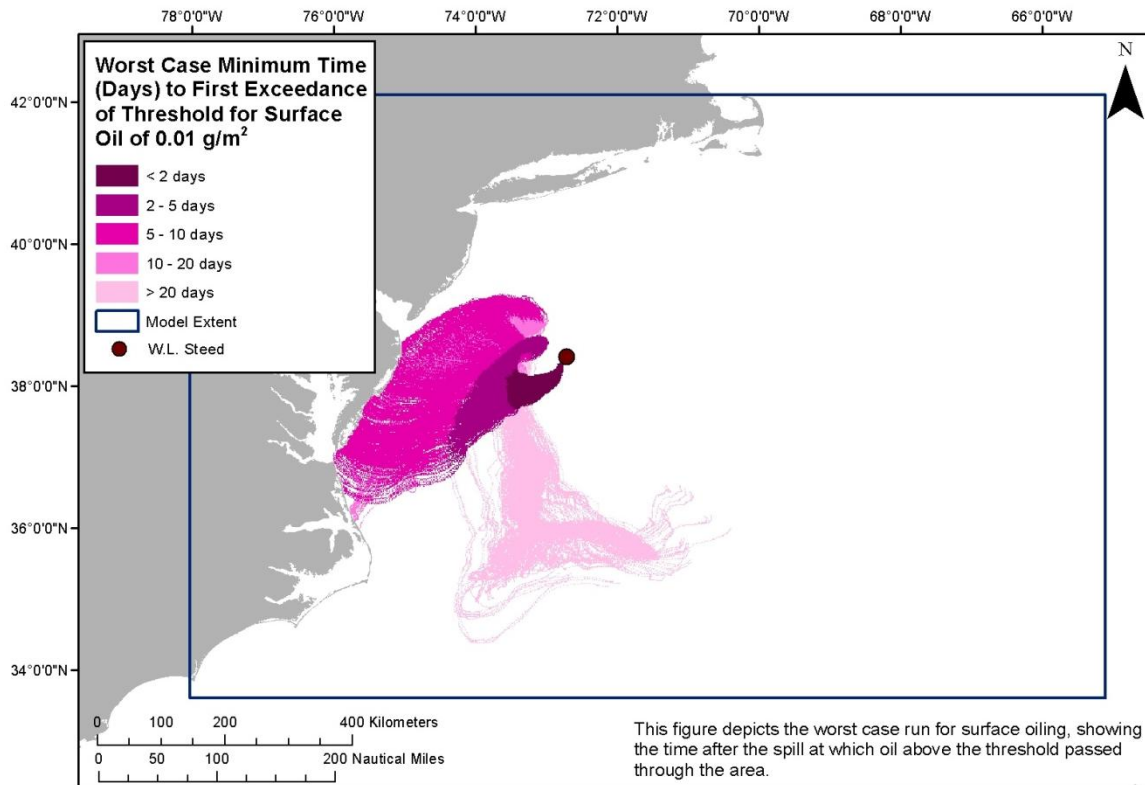 78°0'0"W 76°0'0"W 74°0'0"W 72°0'0"W 70°0'0"W 68°0'0"W 66°0'0"W
N
Worst Case Minimum Time
(Days) to First Exceedance
of Threshold for Surface
Oil of 0.01 g/m²
< 2 days
2 - 5 days
5 - 10 days
10 - 20 days
> 20 days
Model Extent
W.L. Steed
42°0'0"N
40°0'0"N
38°0'0"N
36°0'0"N
34°0'0"N
0 100 200 400 Kilometers
0 50 100 200 Nautical Miles
This figure depicts the worst case run for surface oiling, showing
the time after the spill at which oil above the threshold passed
through the area.